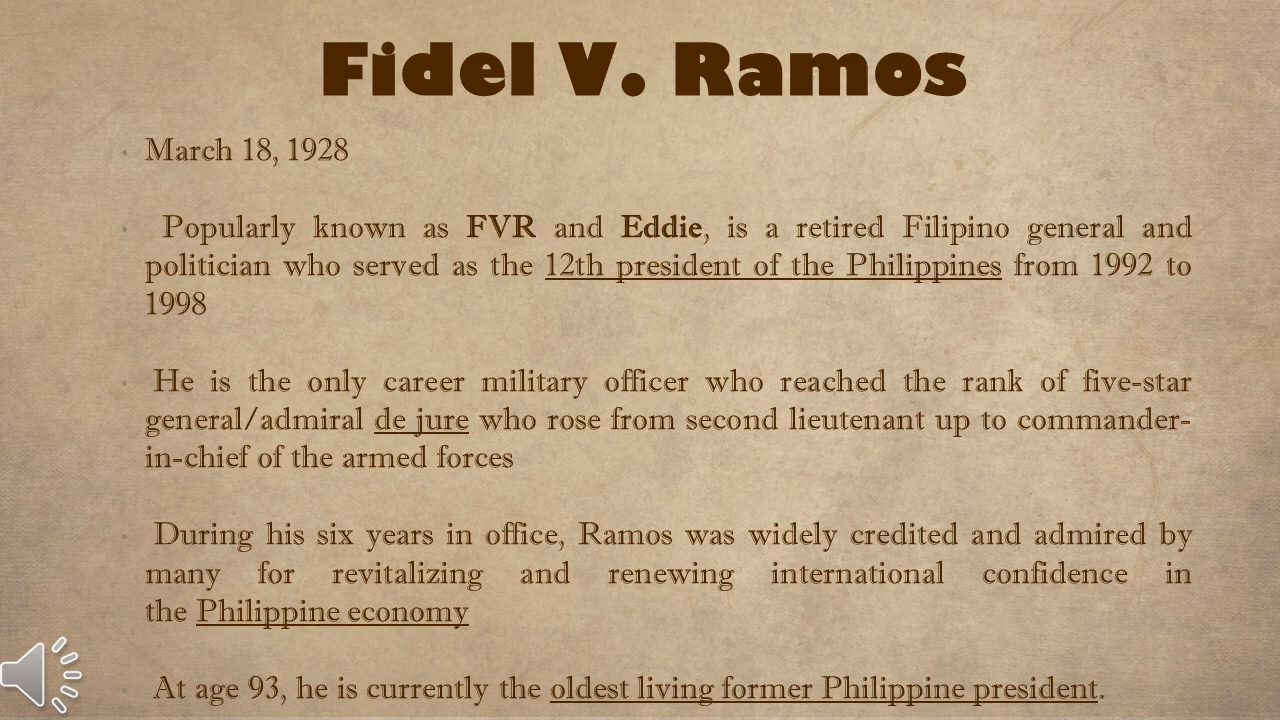 Fidel V. Ramos
• March 18, 1928
• Popularly known as FVR and Eddie, is a retired Filipino general and
politician who served as the 12th president of the Philippines from 1992 to
1998
• He is the only career military officer who reached the rank of five-star
general/admiral de jure who rose from second lieutenant up to commander-
in-chief of the armed forces
• During his six years in office, Ramos was widely credited and admired by
many for revitalizing and renewing international confidence in
the Philippine economy
• At age 93, he is currently the oldest living former Philippine president.